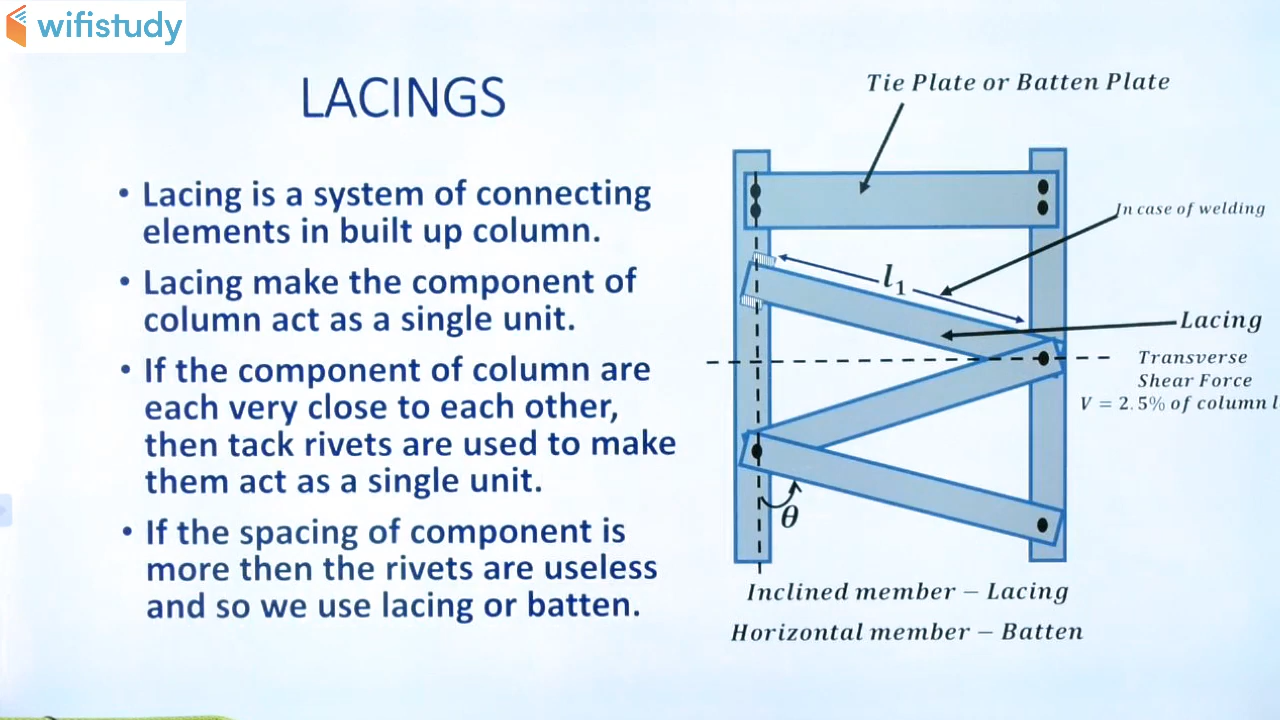 wifistudy
LACINGS
• Lacing is a system of connecting
elements in built up column.
• Lacing make the component of
column act as a single unit.
• If the component of column are
each very close to each other,
then tack rivets are used to make
them act as a single unit.
• If the spacing of component is
more then the rivets are useless
and so we use lacing or batten.
Tie Plate or Batten Plate
In case of welding
l₁
Lacing
Transverse
Shear Force
V = 2.5% of column
θ
Inclined member – Lacing
Horizontal member – Batten